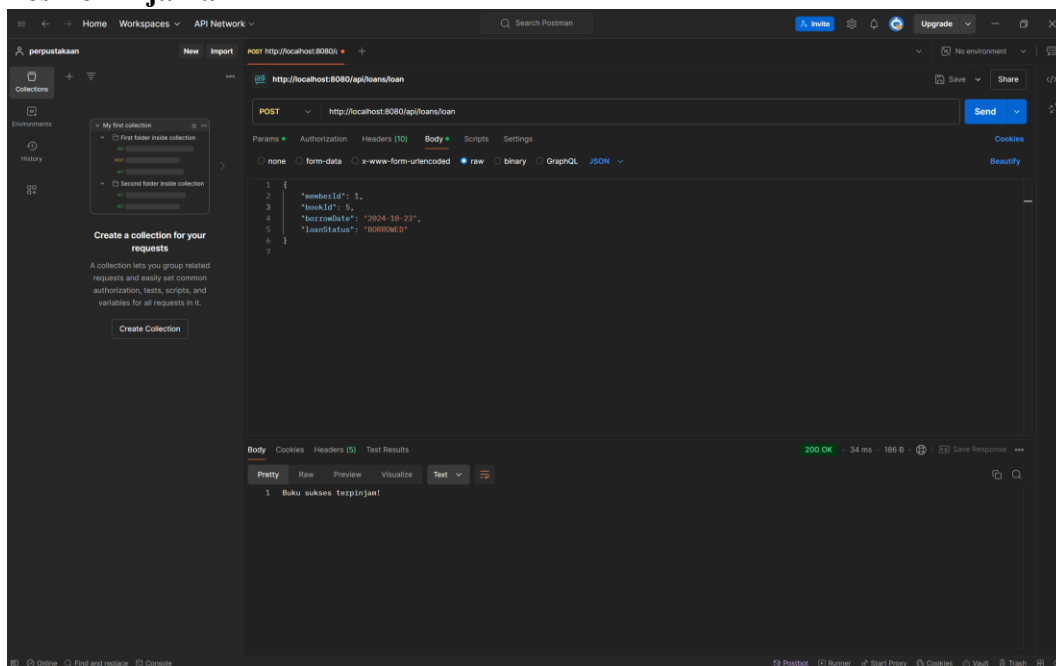 Home Workspaces API Network Search Postman Invite Upgrade
perpustakaan New Import POST http://localhost:8080/a No environment
Collections
Environments
History
My first collection
First folder inside collection
Second folder inside collection
Create a collection for your
requests
A collection lets you group related
requests and easily set common
authorization, tests, scripts, and
variables for all requests in it.
Create Collection
http://localhost:8080/api/loans/loan Save Share
POST http://localhost:8080/api/loans/loan Send
Params Authorization Headers (10) Body Scripts Settings Cookies
none form-data x-www-form-urlencoded raw binary GraphQL JSON Beautify
1 {
2 "memberId": 1,
3 "bookId": 5,
4 "borrowDate": "2024-10-23",
5 "loanStatus": "BORROWED"
6 }
7
Body Cookies Headers (5) Test Results 200 OK 34 ms 186 B Save Response
Pretty Raw Preview Visualize Text
1 Buku sukses terpinjam!
Online Find and replace Console Postbot Runner Start Proxy Cookies Vault Trash